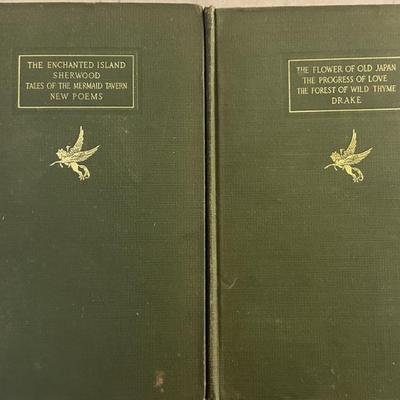 THE ENCHANTED ISLAND
SHERWOOD
TALES OF THE MERMAID TAVERN
NEW POEMS
THE FLOWER OF OLD JAPAN
THE PROGRESS OF LOVE
THE FOREST OF WILD THYME
DRAKE